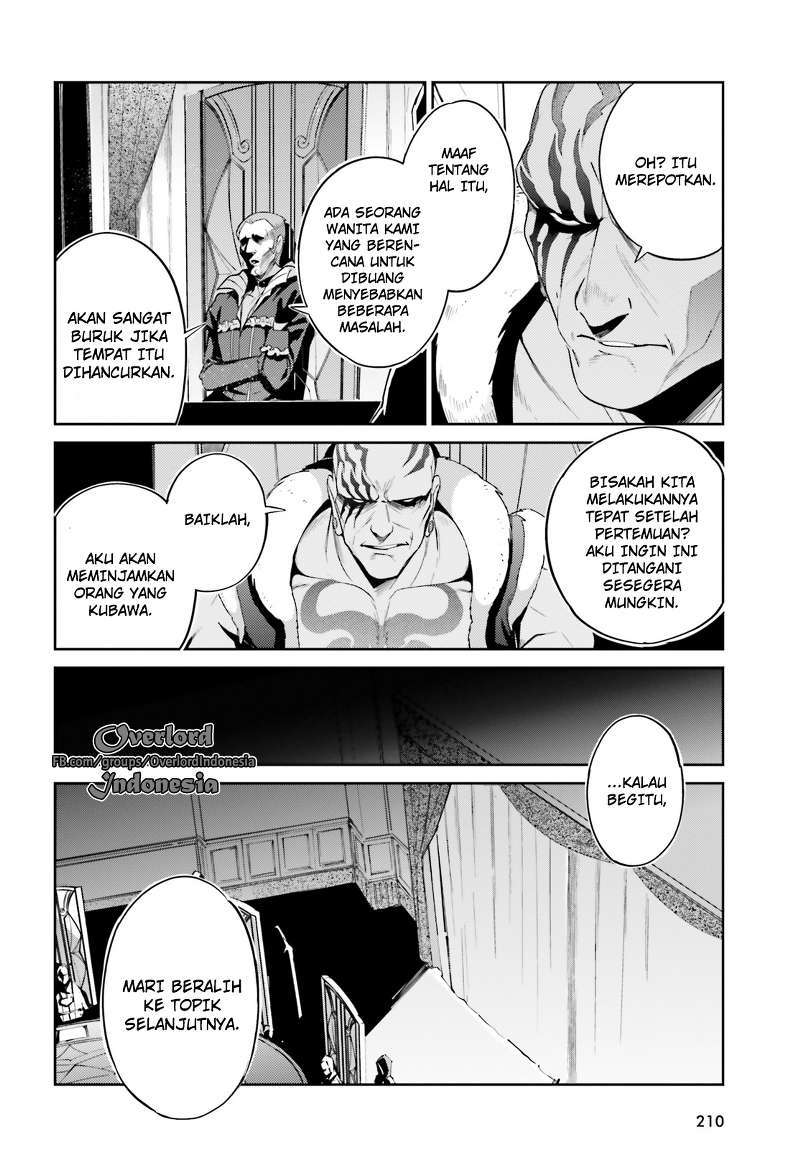 OH? ITU
MEREPOTKAN.
MAAF
TENTANG
HAL ITU,
ADA SEORANG
WANITA KAMI
YANG BEREN-
CANA UNTUK
DIBUANG
MENYEBABKAN
BEBERAPA
MASALAH.
AKAN SANGAT
BURUK JIKA
TEMPAT ITU
DIHANCURKAN.
BISAKAH KITA
MELAKUKANNYA
TEPAT SETELAH
PERTEMUAN?
AKU INGIN INI
DITANGANI
SESEGERA
MUNGKIN.
BAIKLAH,
AKU AKAN
MEMINJAMKAN
ORANG YANG
KUBAWA.
Overlord
FB.com/groups/OverlordIndonesia
Indonesia
...KALAU
BEGITU,
MARI BERALIH
KE TOPIK
SELANJUTNYA.
210